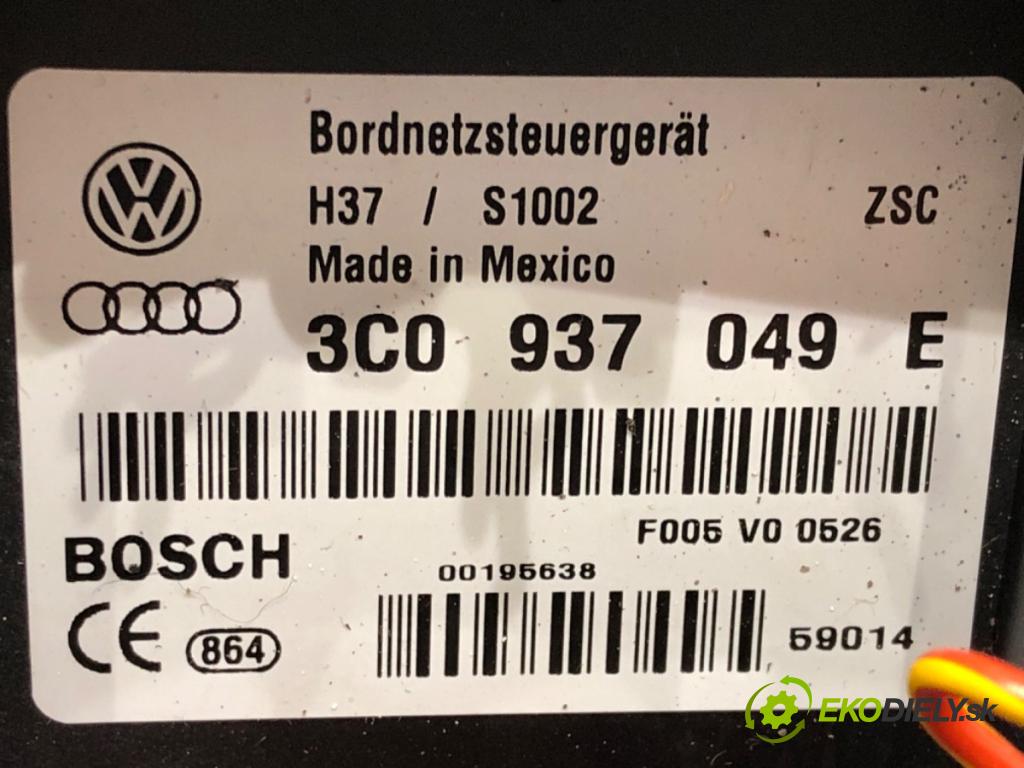 Bordnetzsteuergerät
H37 / S1002 ZSC
Made in Mexico
3C0 937 049 E
F005 V0 0526
BOSCH
00195638
CE 864
59014
EKODIELY.sk